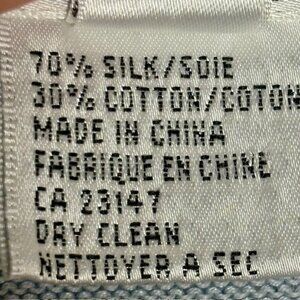 70% SILK/SOIE
30% COTTON/COTON
MADE IN CHINA
FABRIQUE EN CHINE
CA 23147
DRY CLEAN
NETTOYER A SEC